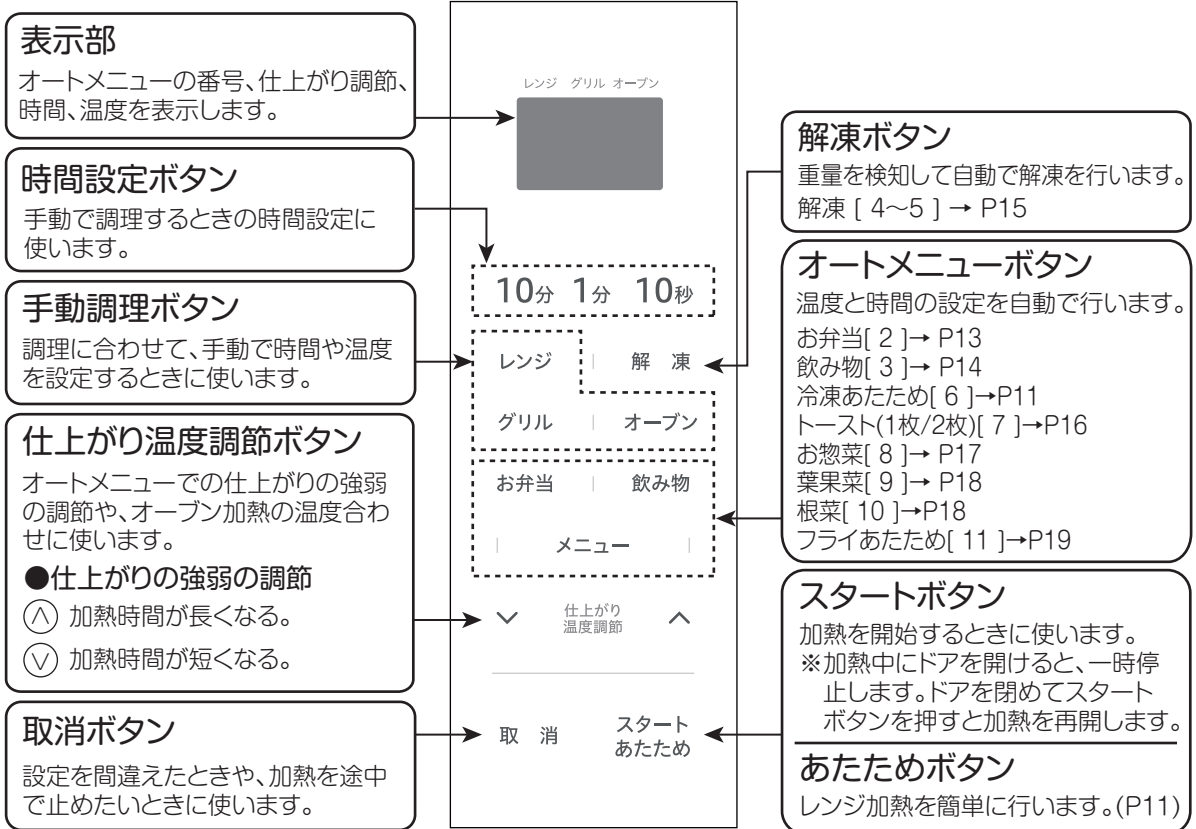 表示部
オートメニューの番号、仕上がり調節、
時間、温度を表示します。
時間設定ボタン
手動で調理するときの時間設定に
使います。
手動調理ボタン
調理に合わせて、手動で時間や温度
を設定するときに使います。
仕上がり温度調節ボタン
オートメニューでの仕上がりの強弱
の調節や、オーブン加熱の温度合わ
せに使います。
●仕上がりの強弱の調節
加熱時間が長くなる。
加熱時間が短くなる。
取消ボタン
設定を間違えたときや、加熱を途中
で止めたいときに使います。
レンジ グリル オーブン
10分 1分 10秒
レンジ 解 凍
グリル オーブン
お弁当 飲み物
メニュー
仕上がり
温度調節
取 消 スタート
あたため
解凍ボタン
重量を検知して自動で解凍を行います。
解凍 [ 4〜5 ] → P15
オートメニューボタン
温度と時間の設定を自動で行います。
お弁当[ 2 ]→ P13
飲み物[ 3 ]→ P14
冷凍あたため[ 6 ]→P11
トースト(1枚/2枚)[ 7 ]→P16
お惣菜[ 8 ]→ P17
葉果菜[ 9 ]→ P18
根菜[ 10 ]→P18
フライあたため[ 11 ]→P19
スタートボタン
加熱を開始するときに使います。
※加熱中にドアを開けると、一時停
止します。ドアを閉めてスタート
ボタンを押すと加熱を再開します。
あたためボタン
レンジ加熱を簡単に行います。(P11)